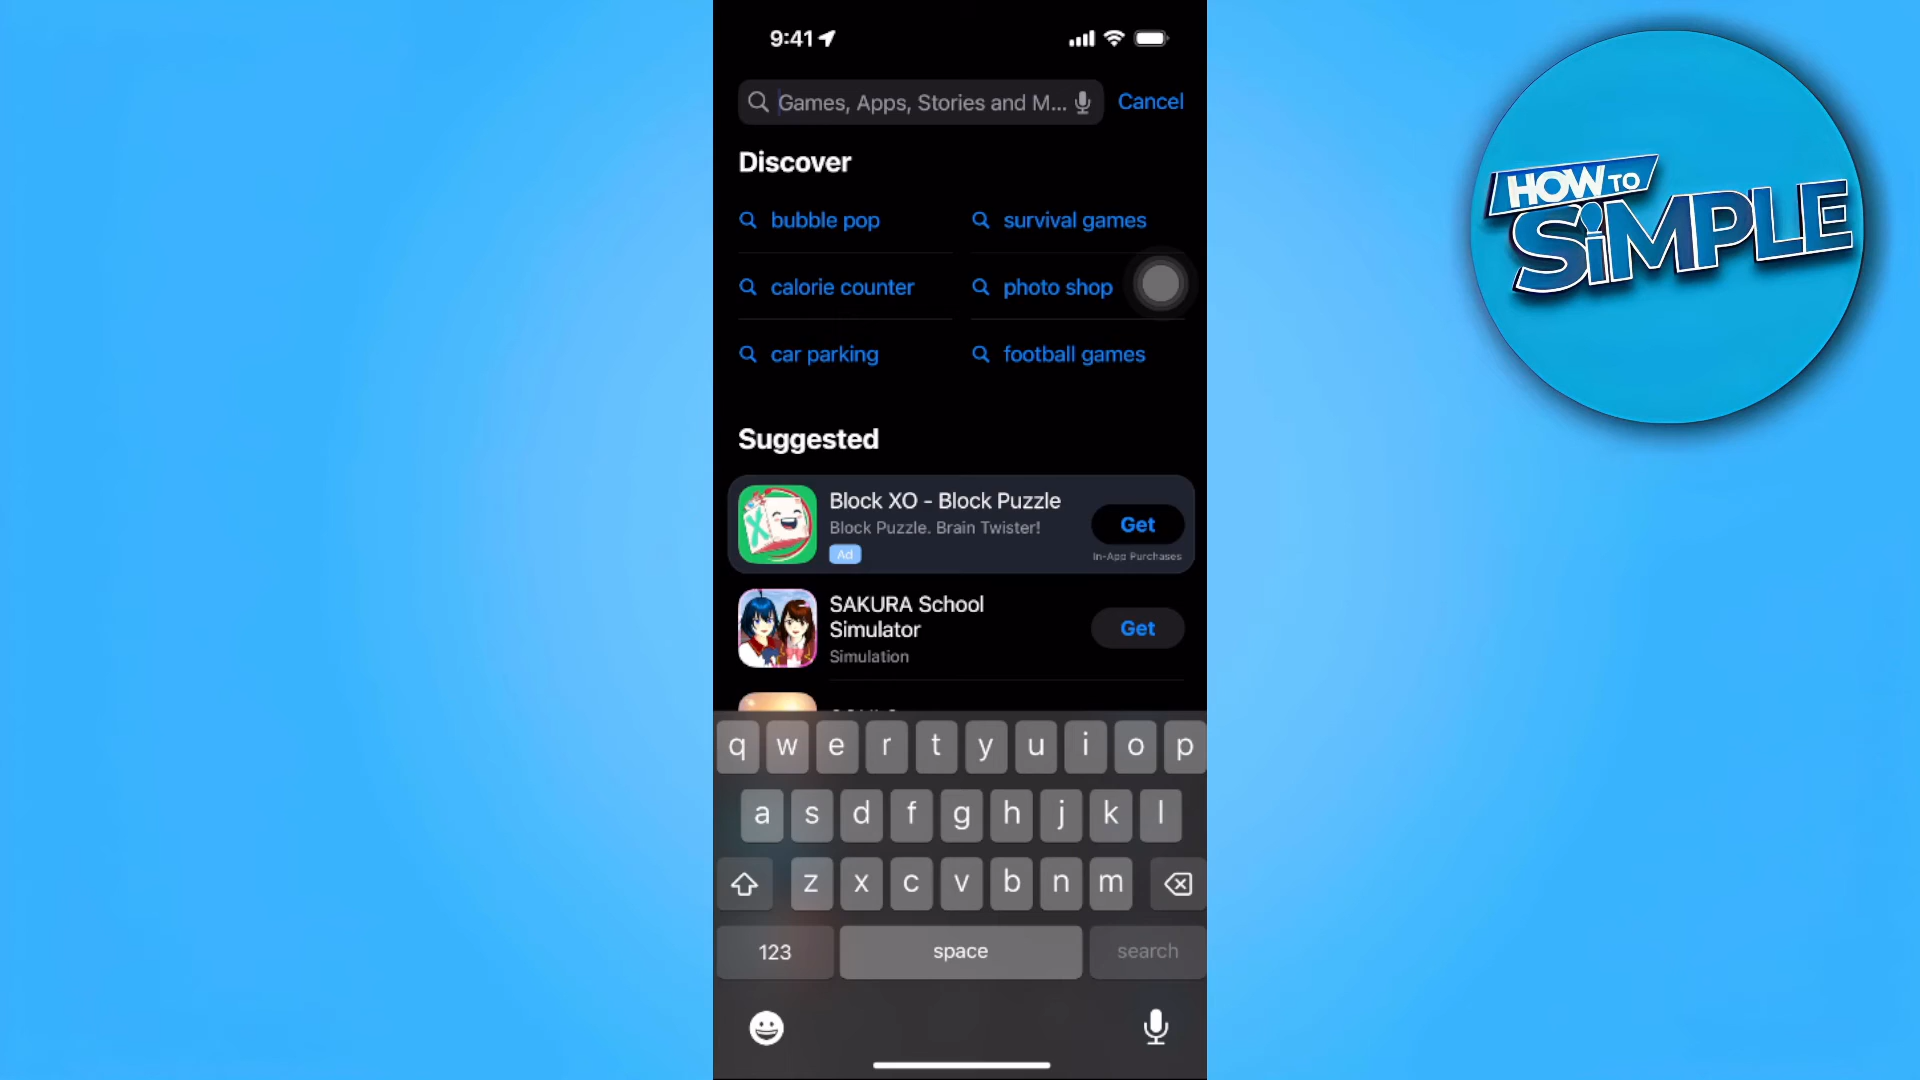 9:41
Games, Apps, Stories and M...
Cancel
Discover
bubble pop
survival games
calorie counter
photo shop
car parking
football games
Suggested
Block XO - Block Puzzle
Block Puzzle. Brain Twister!
Ad
Get
In-App Purchases
SAKURA School
Simulator
Simulation
Get
q w e r t y u i o p
a s d f g h j k l
z x c v b n m
123
space
search
HOW TO
SiMPLE